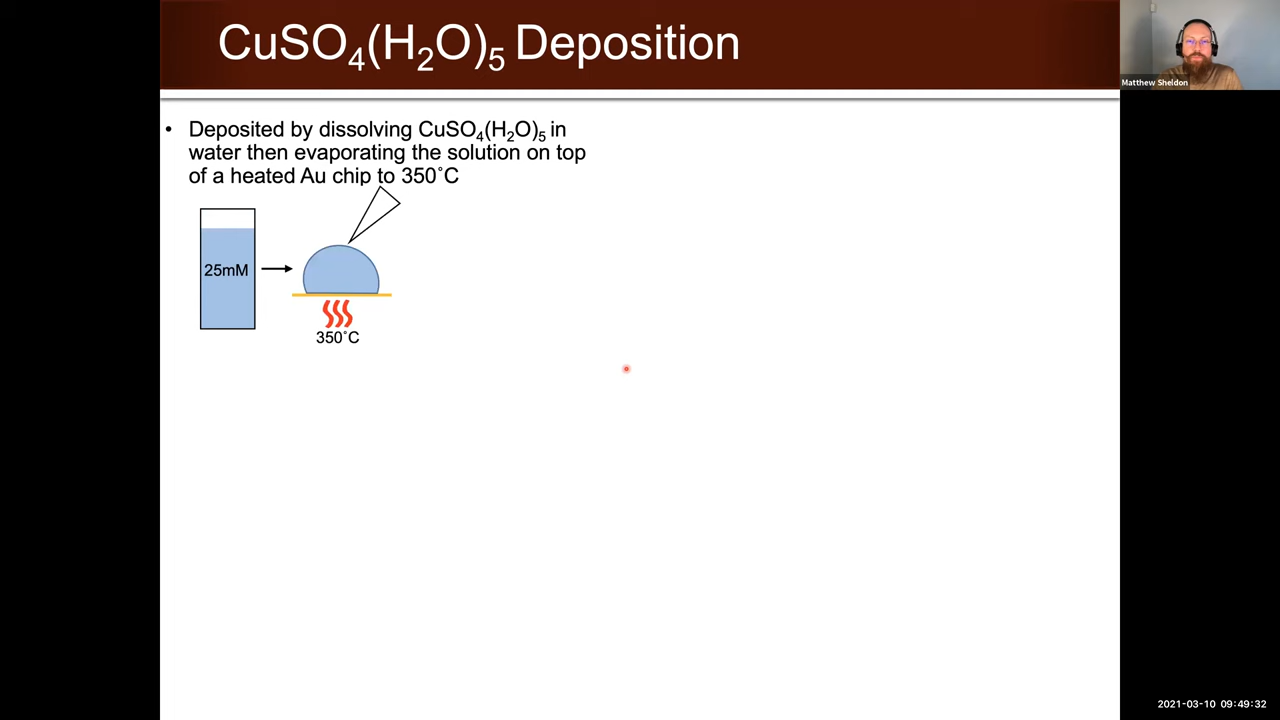 CuSO₄(H₂O)₅ Deposition
Matthew Sheldon
• Deposited by dissolving CuSO₄(H₂O)₅ in
water then evaporating the solution on top
of a heated Au chip to 350˚C
25mM
350˚C
2021-03-10 09:49:32